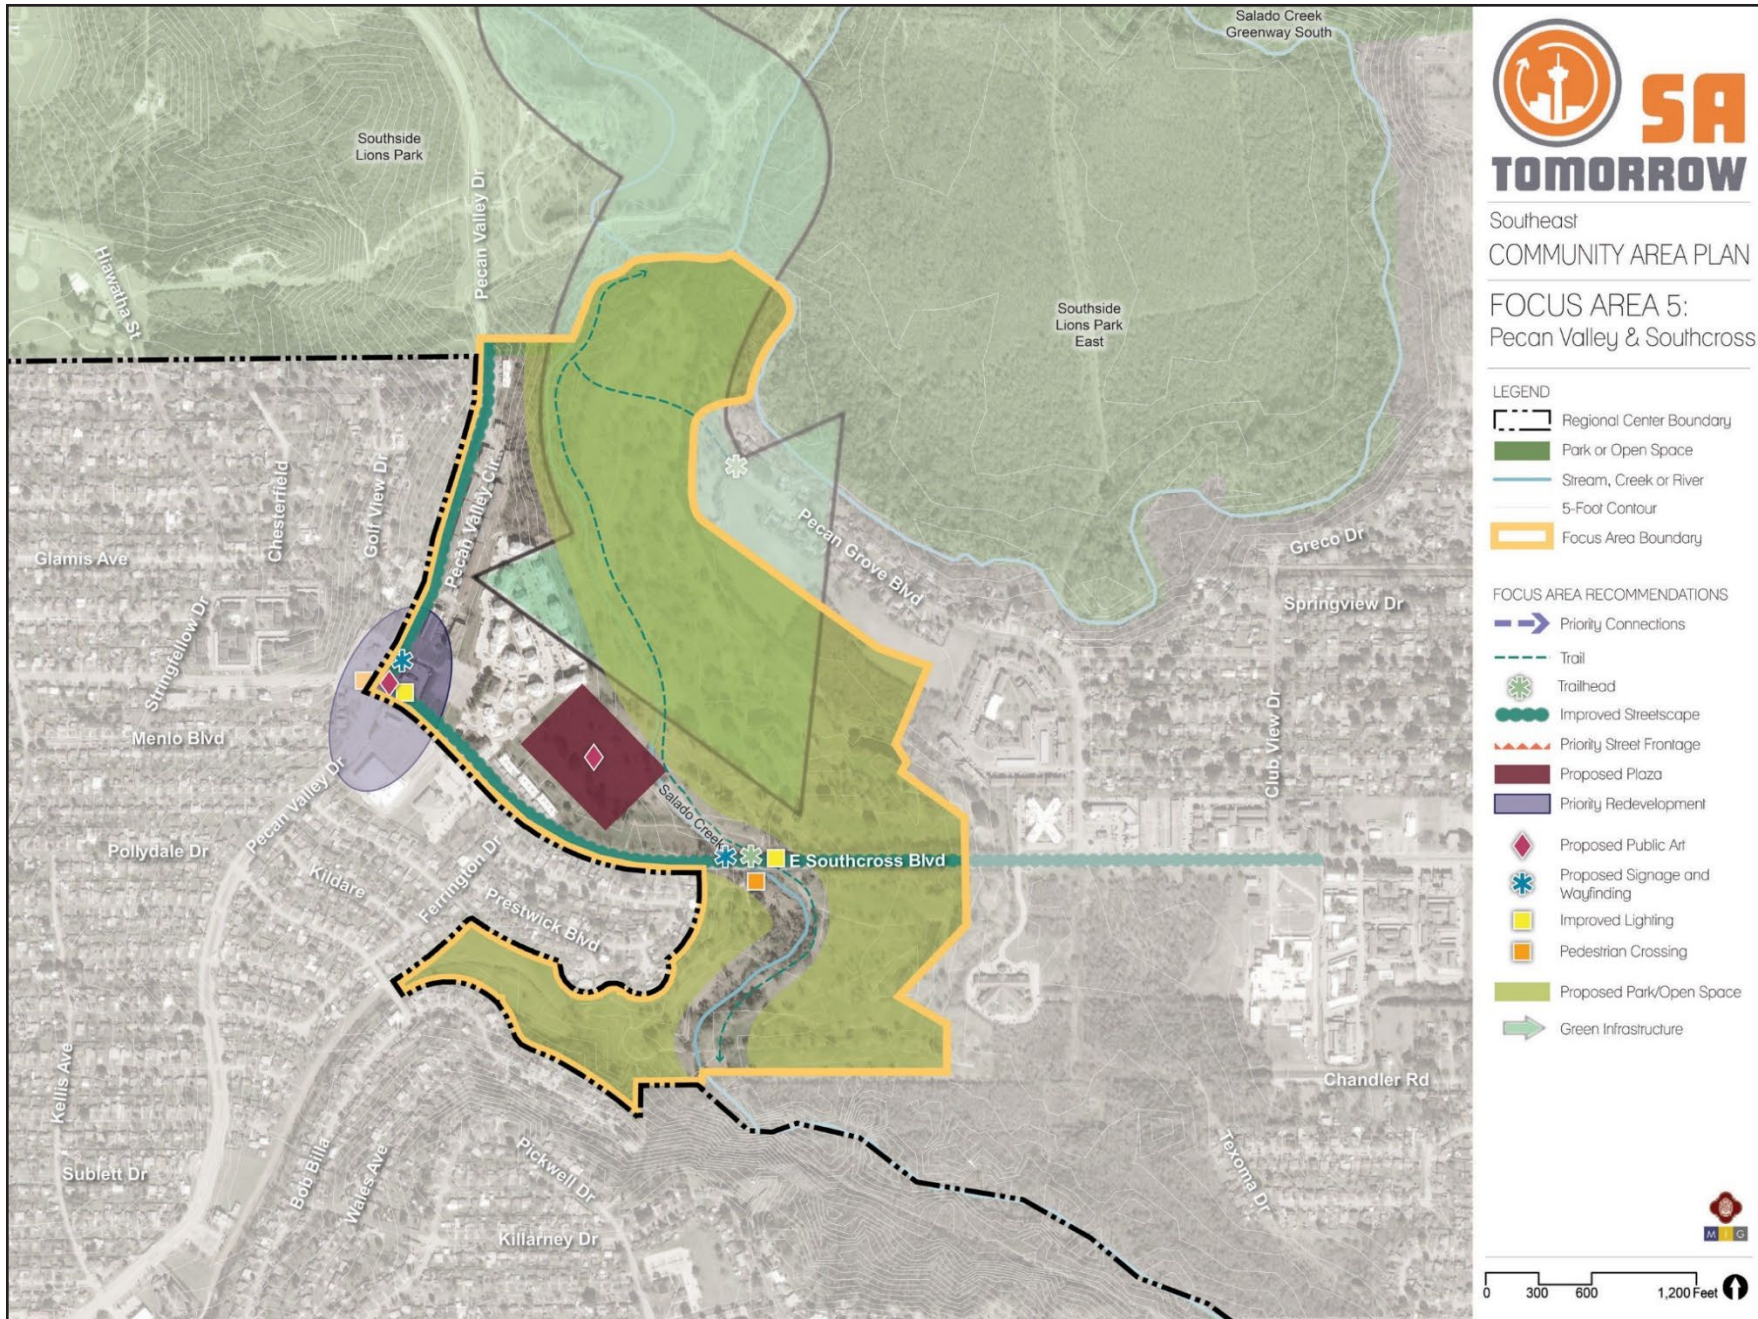 Salado Creek
Greenway South
Southside
Lions Park
Pecan Valley Dr
Hiawatha St
Southside
Lions Park
East
Chesterfield
Golf View Dr
Pecan Valley Cir
Glamis Ave
Stringfellow Dr
Menlo Blvd
Pecan Valley Dr
Pollydale Dr
Kildare
Ferrington Dr
Prestwick Blvd
Salado Creek
E Southcross Blvd
Pecan Grove Blvd
Greco Dr
Springview Dr
Club View Dr
Chandler Rd
Texoma Dr
Kellis Ave
Sublett Dr
Bob Billa
Wales Ave
Pickwell Dr
Killarney Dr
SA
TOMORROW
Southeast
COMMUNITY AREA PLAN
FOCUS AREA 5:
Pecan Valley & Southcross
LEGEND
Regional Center Boundary
Park or Open Space
Stream, Creek or River
5-Foot Contour
Focus Area Boundary
FOCUS AREA RECOMMENDATIONS
Priority Connections
Trail
Trailhead
Improved Streetscape
Priority Street Frontage
Proposed Plaza
Priority Redevelopment
Proposed Public Art
Proposed Signage and
Wayfinding
Improved Lighting
Pedestrian Crossing
Proposed Park/Open Space
Green Infrastructure
M I G
0 300 600 1,200 Feet